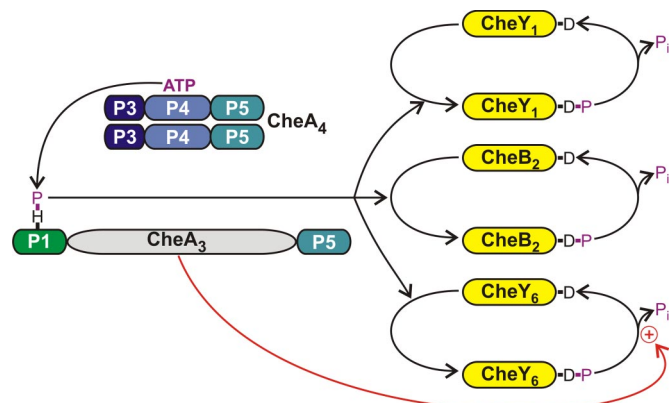 ATP
P3 P4 P5
P3 P4 P5
CheA4
P
H
P1 CheA3 P5
CheY1 -D
Pi
CheY1 -D-P
CheB2 -D
Pi
CheB2 -D-P
CheY6 -D
Pi
+
CheY6 -D-P